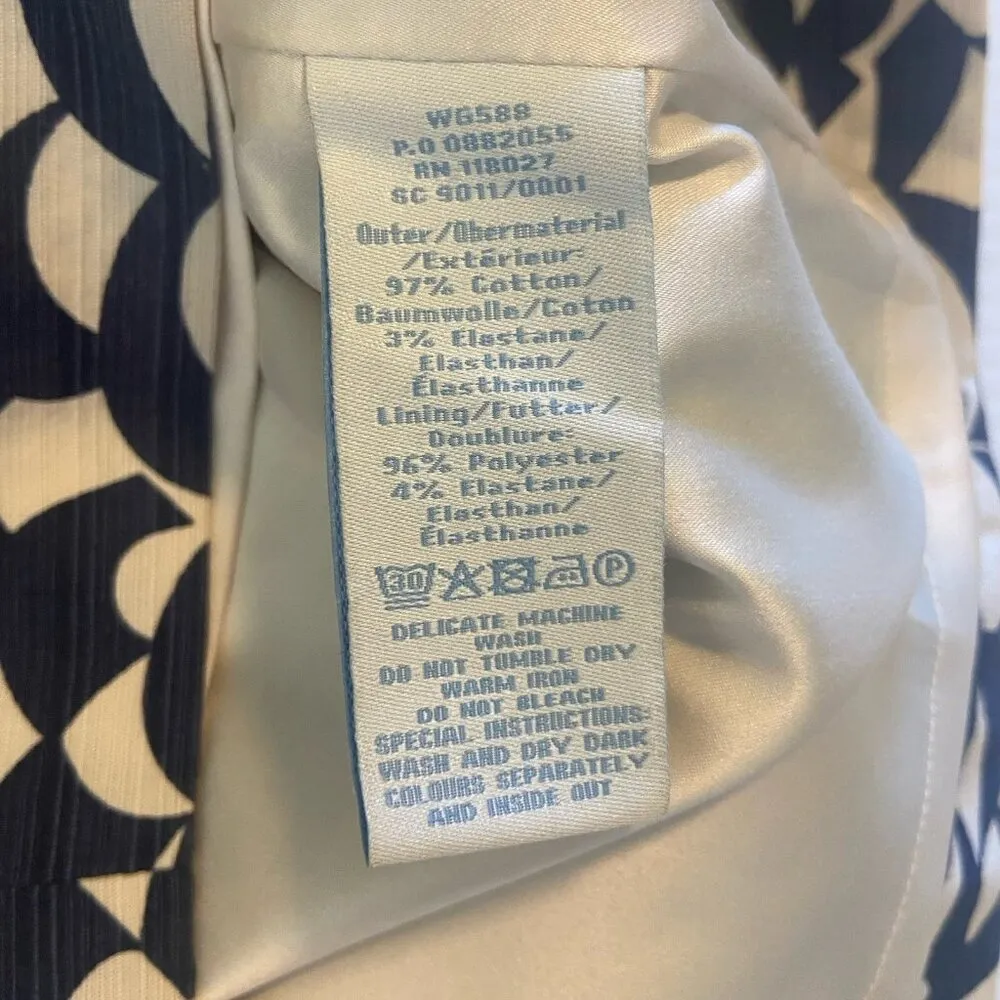 WG588
P.O 0882055
RN 118027
SC 9011/0001
Outer/Obermaterial
/Extérieur:
97% Cotton/
Baumwolle/Coton
3% Elastane/
Elasthan/
Élasthanne
Lining/Futter/
Doublure:
96% Polyester
4% Elastane/
Elasthan/
Élasthanne
30 P
DELICATE MACHINE
WASH
DO NOT TUMBLE DRY
WARM IRON
DO NOT BLEACH
SPECIAL INSTRUCTIONS:
WASH AND DRY DARK
COLOURS SEPARATELY
AND INSIDE OUT